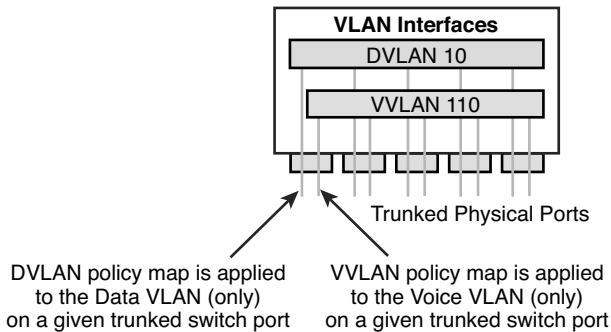 VLAN Interfaces
DVLAN 10
VVLAN 110
Trunked Physical Ports
DVLAN policy map is applied
to the Data VLAN (only)
on a given trunked switch port
VVLAN policy map is applied
to the Voice VLAN (only)
on a given trunked switch port